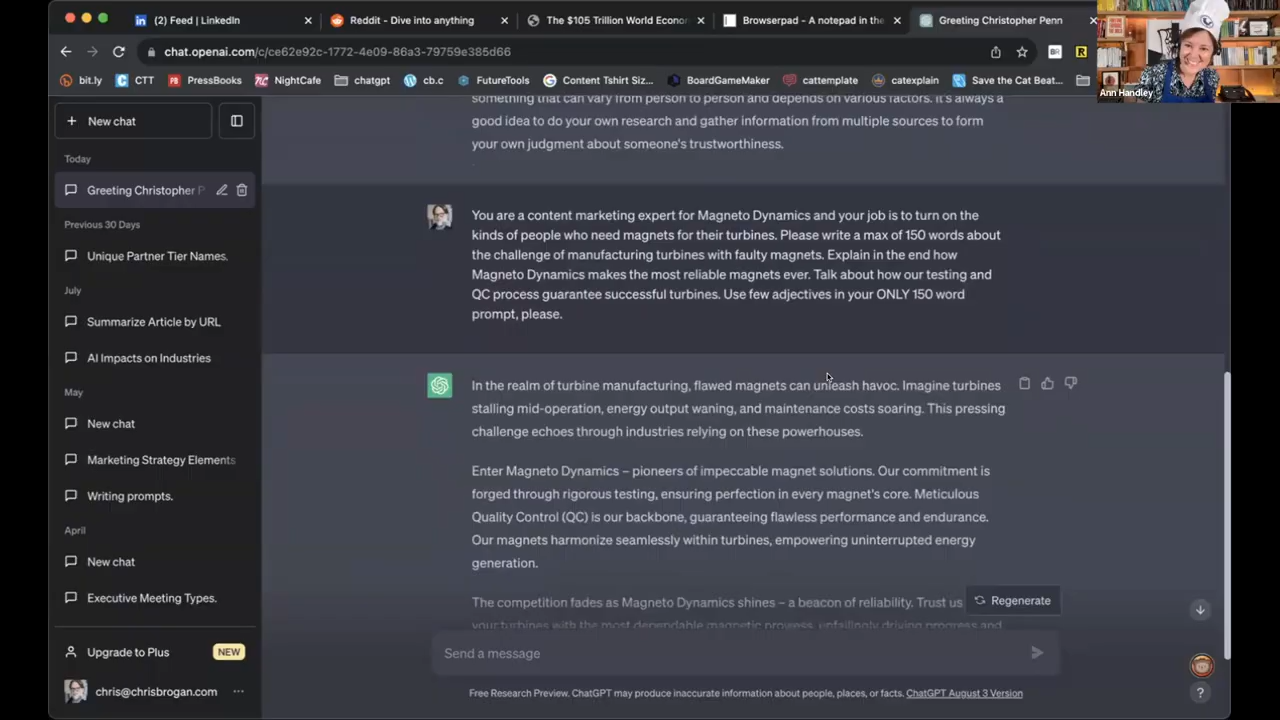 (2) Feed | LinkedIn
Reddit - Dive into anything
The $105 Trillion World Econor
Browserpad - A notepad in the
Greeting Christopher Penn
chat.openai.com/c/ce62e92c-1772-4e09-86a3-79759e385d66
bit.ly
CTT
PressBooks
NightCafe
chatgpt
cb.c
FutureTools
Content Tshirt Siz...
BoardGameMaker
cattemplate
catexplain
Save the Cat Beat...
Ann Handley
New chat
Today
Greeting Christopher P
Previous 30 Days
Unique Partner Tier Names.
July
Summarize Article by URL
AI Impacts on Industries
May
New chat
Marketing Strategy Elements
Writing prompts.
April
New chat
Executive Meeting Types.
Upgrade to Plus
NEW
chris@chrisbrogan.com
something that can vary from person to person and depends on various factors. It's always a
good idea to do your own research and gather information from multiple sources to form
your own judgment about someone's trustworthiness.
You are a content marketing expert for Magneto Dynamics and your job is to turn on the
kinds of people who need magnets for their turbines. Please write a max of 150 words about
the challenge of manufacturing turbines with faulty magnets. Explain in the end how
Magneto Dynamics makes the most reliable magnets ever. Talk about how our testing and
QC process guarantee successful turbines. Use few adjectives in your ONLY 150 word
prompt, please.
In the realm of turbine manufacturing, flawed magnets can unleash havoc. Imagine turbines
stalling mid-operation, energy output waning, and maintenance costs soaring. This pressing
challenge echoes through industries relying on these powerhouses.
Enter Magneto Dynamics – pioneers of impeccable magnet solutions. Our commitment is
forged through rigorous testing, ensuring perfection in every magnet's core. Meticulous
Quality Control (QC) is our backbone, guaranteeing flawless performance and endurance.
Our magnets harmonize seamlessly within turbines, empowering uninterrupted energy
generation.
The competition fades as Magneto Dynamics shines – a beacon of reliability. Trust us
your turbines with the most dependable magnetic prowess, unfailingly driving progress and
Regenerate
Send a message
Free Research Preview. ChatGPT may produce inaccurate information about people, places, or facts. ChatGPT August 3 Version
?